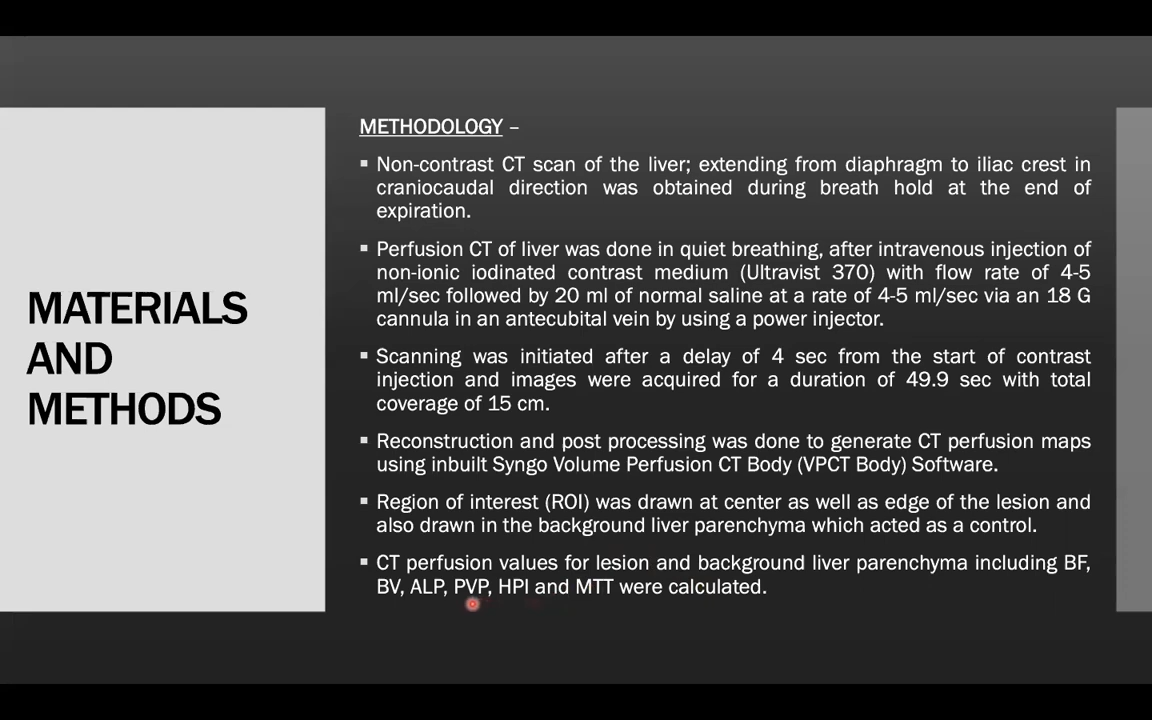 MATERIALS
AND
METHODS
METHODOLOGY –
▪ Non-contrast CT scan of the liver; extending from diaphragm to iliac crest in
craniocaudal direction was obtained during breath hold at the end of
expiration.
▪ Perfusion CT of liver was done in quiet breathing, after intravenous injection of
non-ionic iodinated contrast medium (Ultravist 370) with flow rate of 4-5
ml/sec followed by 20 ml of normal saline at a rate of 4-5 ml/sec via an 18 G
cannula in an antecubital vein by using a power injector.
▪ Scanning was initiated after a delay of 4 sec from the start of contrast
injection and images were acquired for a duration of 49.9 sec with total
coverage of 15 cm.
▪ Reconstruction and post processing was done to generate CT perfusion maps
using inbuilt Syngo Volume Perfusion CT Body (VPCT Body) Software.
▪ Region of interest (ROI) was drawn at center as well as edge of the lesion and
also drawn in the background liver parenchyma which acted as a control.
▪ CT perfusion values for lesion and background liver parenchyma including BF,
BV, ALP, PVP, HPI and MTT were calculated.